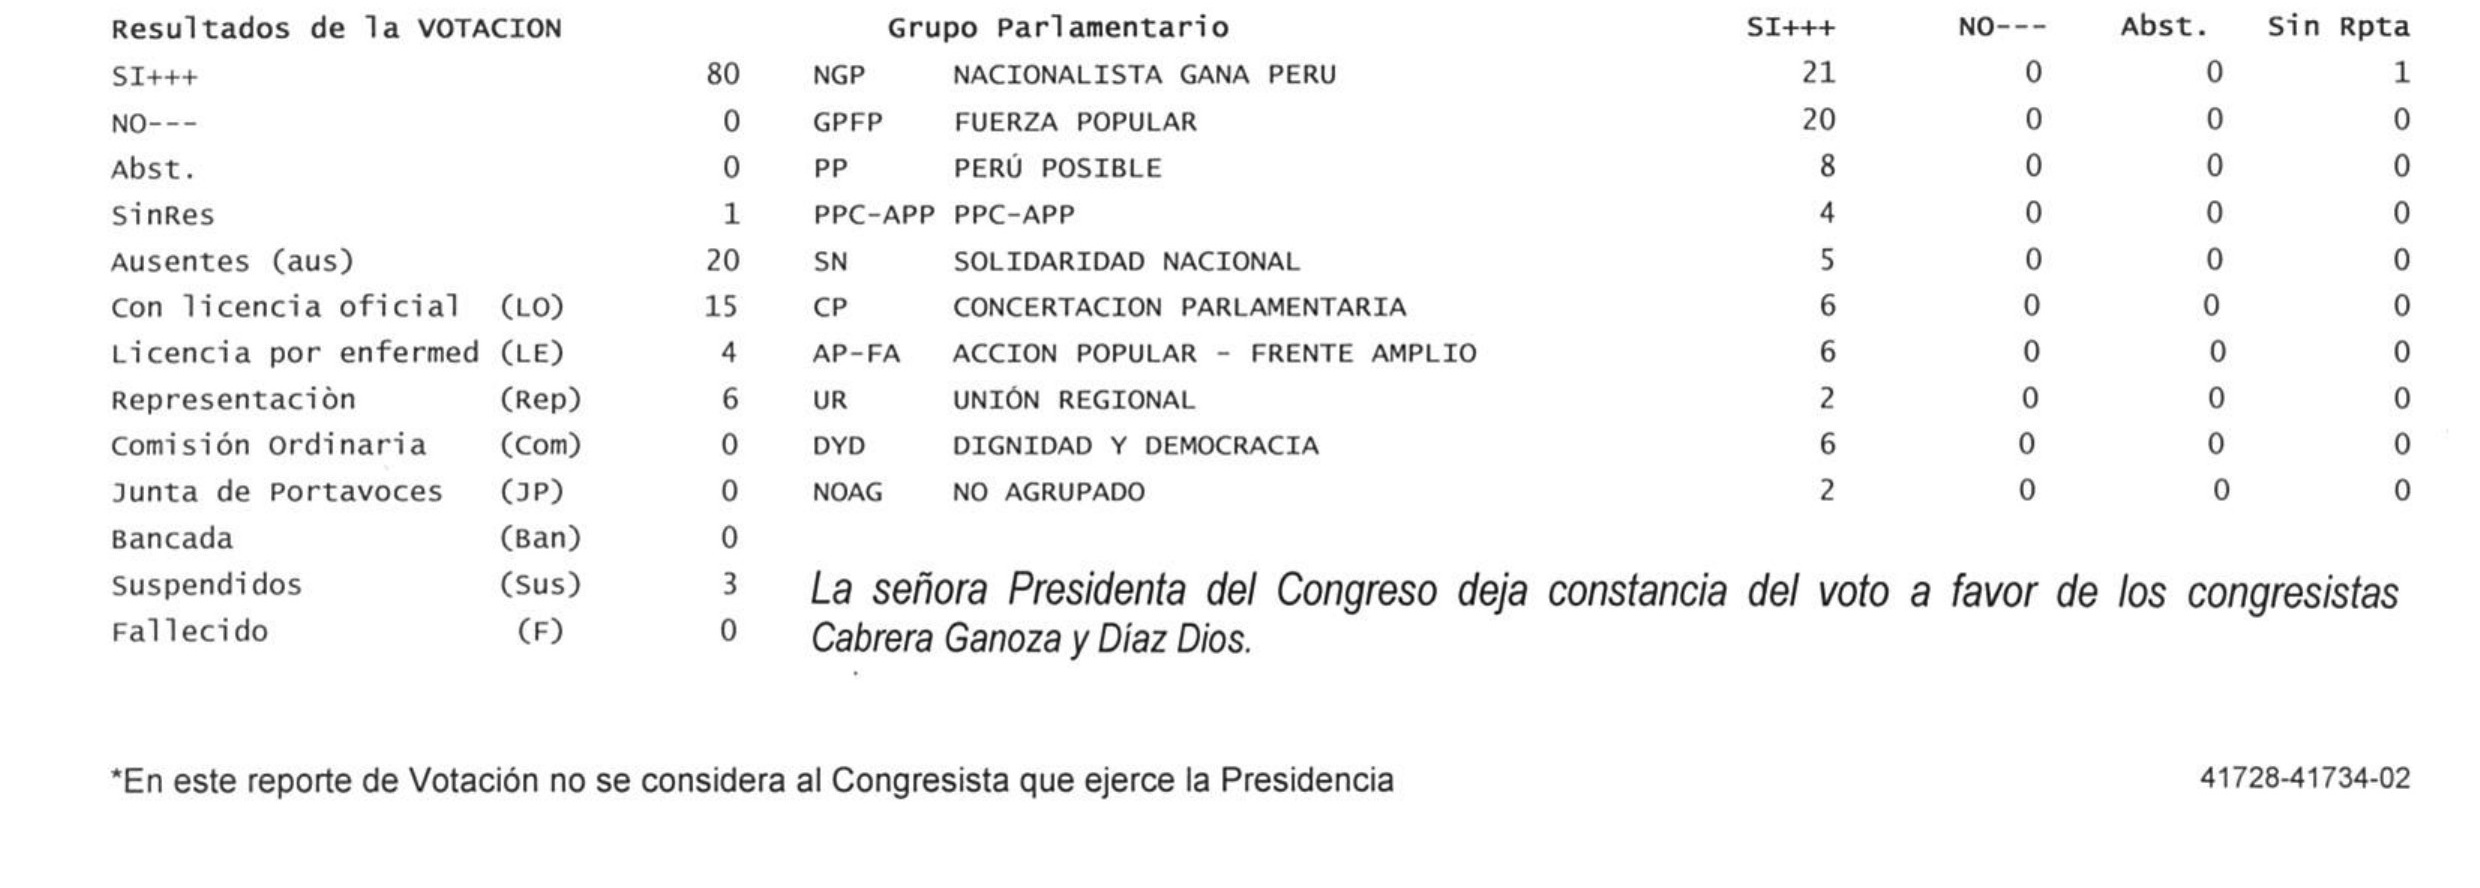 Resultados de la VOTACION Grupo Parlamentario SI+++ NO--- Abst. Sin Rpta
SI+++ 80 NGP NACIONALISTA GANA PERU 21 0 0 1
NO--- 0 GPFP FUERZA POPULAR 20 0 0 0
Abst. 0 PP PERÚ POSIBLE 8 0 0 0
SinRes 1 PPC-APP PPC-APP 4 0 0 0
Ausentes (aus) 20 SN SOLIDARIDAD NACIONAL 5 0 0 0
Con licencia oficial (LO) 15 CP CONCERTACION PARLAMENTARIA 6 0 0 0
Licencia por enfermed (LE) 4 AP-FA ACCION POPULAR - FRENTE AMPLIO 6 0 0 0
Representaciòn (Rep) 6 UR UNIÓN REGIONAL 2 0 0 0
Comisión Ordinaria (Com) 0 DYD DIGNIDAD Y DEMOCRACIA 6 0 0 0
Junta de Portavoces (JP) 0 NOAG NO AGRUPADO 2 0 0 0
Bancada (Ban) 0
Suspendidos (Sus) 3 La señora Presidenta del Congreso deja constancia del voto a favor de los congresistas
Fallecido (F) 0 Cabrera Ganoza y Díaz Dios.
*En este reporte de Votación no se considera al Congresista que ejerce la Presidencia 41728-41734-02